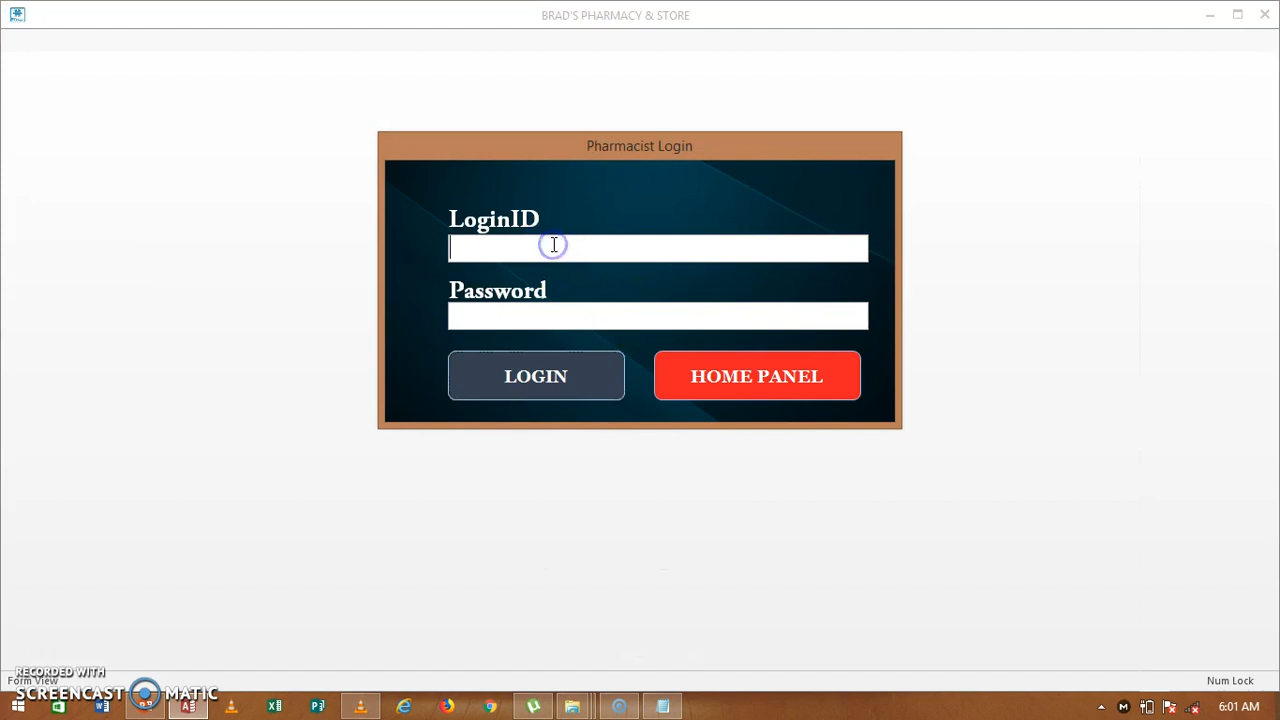 BRAD'S PHARMACY & STORE
Pharmacist Login
LoginID
Password
LOGIN
HOME PANEL
RECORDED WITH
Form View
Num Lock
SCREENCAST MATIC
6:01 AM